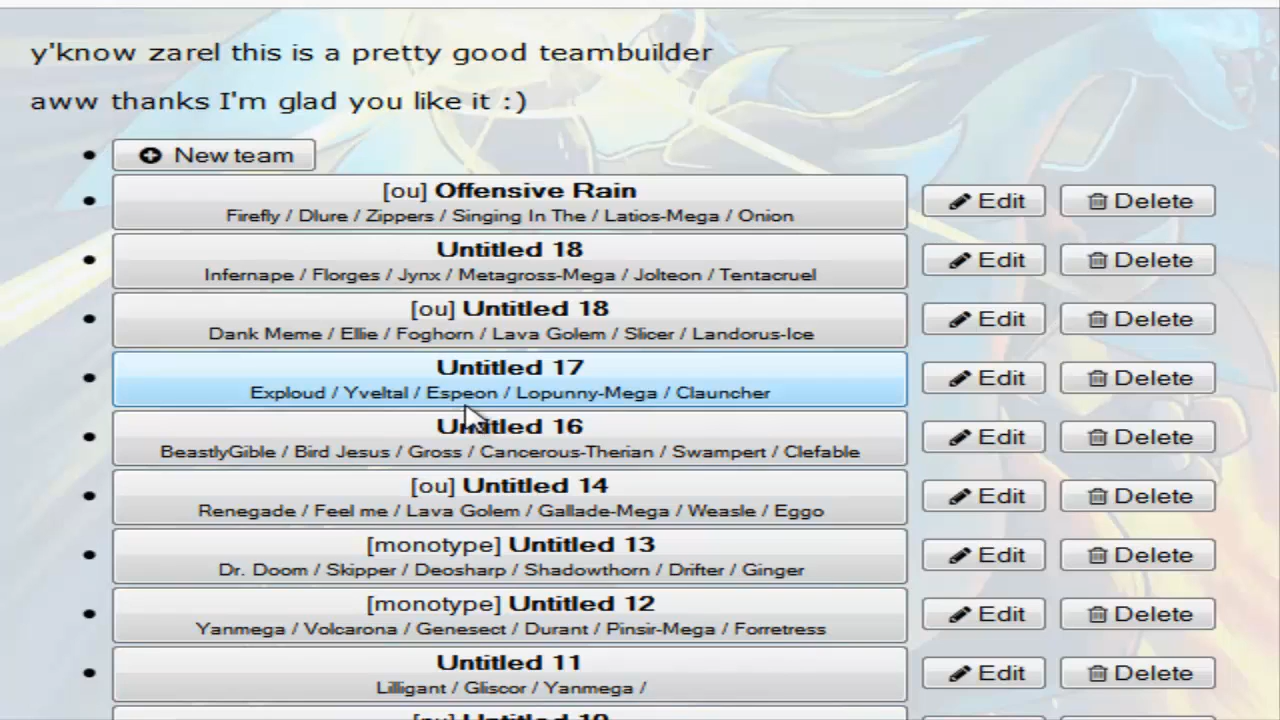 y'know zarel this is a pretty good teambuilder
aww thanks I'm glad you like it :)
New team
[ou] Offensive Rain
Firefly / Dlure / Zippers / Singing In The / Latios-Mega / Onion
Edit
Delete
Untitled 18
Infernape / Florges / Jynx / Metagross-Mega / Jolteon / Tentacruel
Edit
Delete
[ou] Untitled 18
Dank Meme / Ellie / Foghorn / Lava Golem / Slicer / Landorus-Ice
Edit
Delete
Untitled 17
Exploud / Yveltal / Espeon / Lopunny-Mega / Clauncher
Edit
Delete
Untitled 16
BeastlyGible / Bird Jesus / Gross / Cancerous-Therian / Swampert / Clefable
Edit
Delete
[ou] Untitled 14
Renegade / Feel me / Lava Golem / Gallade-Mega / Weasle / Eggo
Edit
Delete
[monotype] Untitled 13
Dr. Doom / Skipper / Deosharp / Shadowthorn / Drifter / Ginger
Edit
Delete
[monotype] Untitled 12
Yanmega / Volcarona / Genesect / Durant / Pinsir-Mega / Forretress
Edit
Delete
Untitled 11
Lilligant / Gliscor / Yanmega /
Edit
Delete